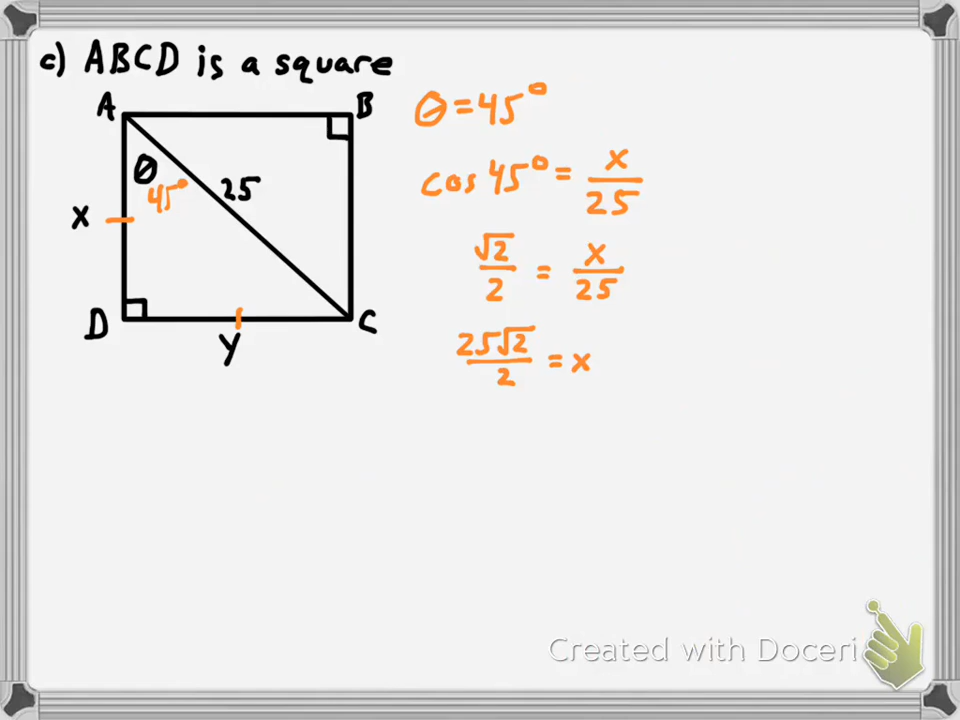 c) ABCD is a square
A
B
θ = 45°
θ
45°
25
cos 45° = x/25
x
√2/2 = x/25
D
C
y
25√2/2 = x
Created with Doceri